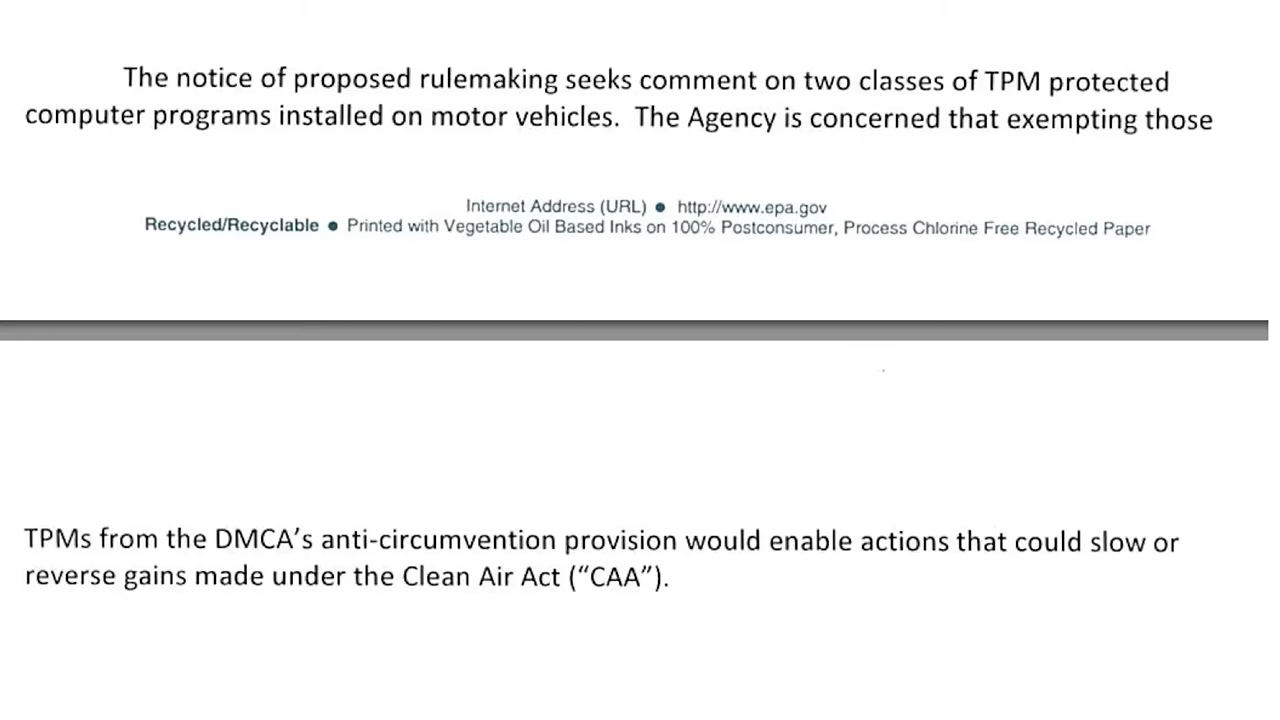 The notice of proposed rulemaking seeks comment on two classes of TPM protected
computer programs installed on motor vehicles. The Agency is concerned that exempting those
Internet Address (URL) ● http://www.epa.gov
Recycled/Recyclable ● Printed with Vegetable Oil Based Inks on 100% Postconsumer, Process Chlorine Free Recycled Paper
TPMs from the DMCA’s anti-circumvention provision would enable actions that could slow or
reverse gains made under the Clean Air Act (“CAA”).